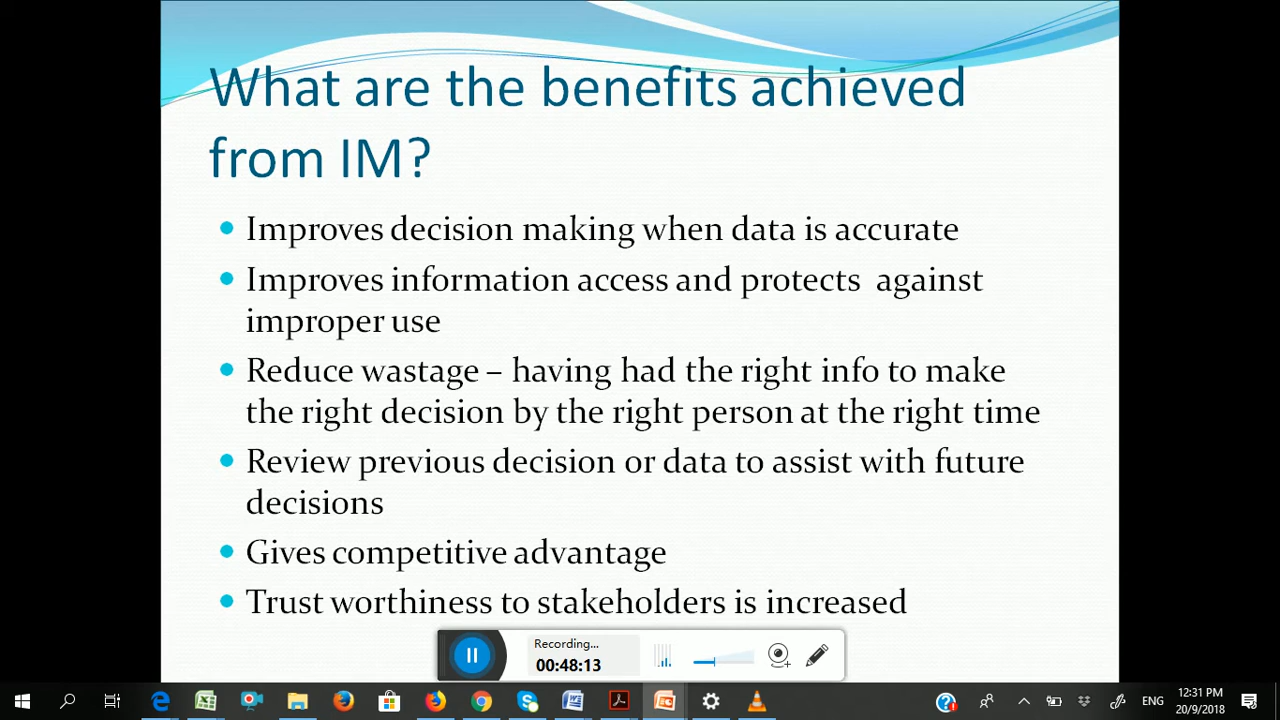 What are the benefits achieved
from IM?
Improves decision making when data is accurate
Improves information access and protects against
improper use
Reduce wastage – having had the right info to make
the right decision by the right person at the right time
Review previous decision or data to assist with future
decisions
Gives competitive advantage
Trust worthiness to stakeholders is increased
Recording...
00:48:13
ENG
12:31 PM
20/9/2018